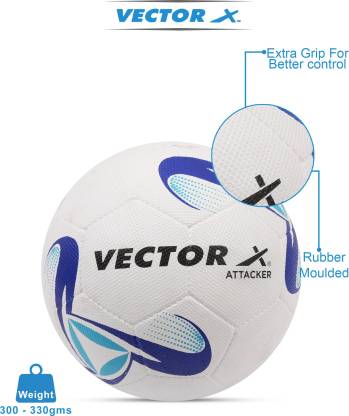 VECTOR X
Extra Grip For
Better control
VECTOR X®
ATTACKER
Rubber
Moulded
Weight
300 - 330gms